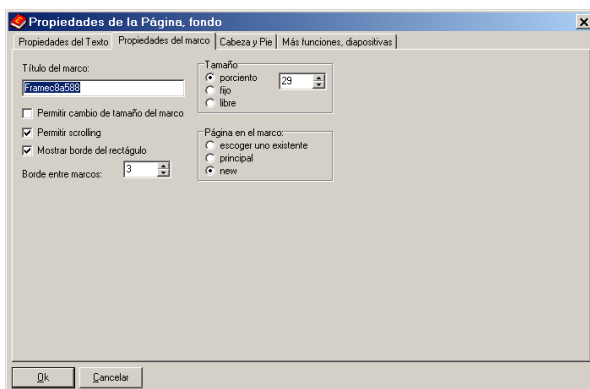 Propiedades de la Página, fondo
Propiedades del Texto Propiedades del marco Cabeza y Pie Más funciones, diapositivas
Título del marco:
Framec8a588
Permitir cambio de tamaño del marco
Permitir scrolling
Mostrar borde del rectágulo
Borde entre marcos: 3
Tamaño
porciento 29
fijo
libre
Página en el marco:
escoger uno existente
principal
new
Ok Cancelar